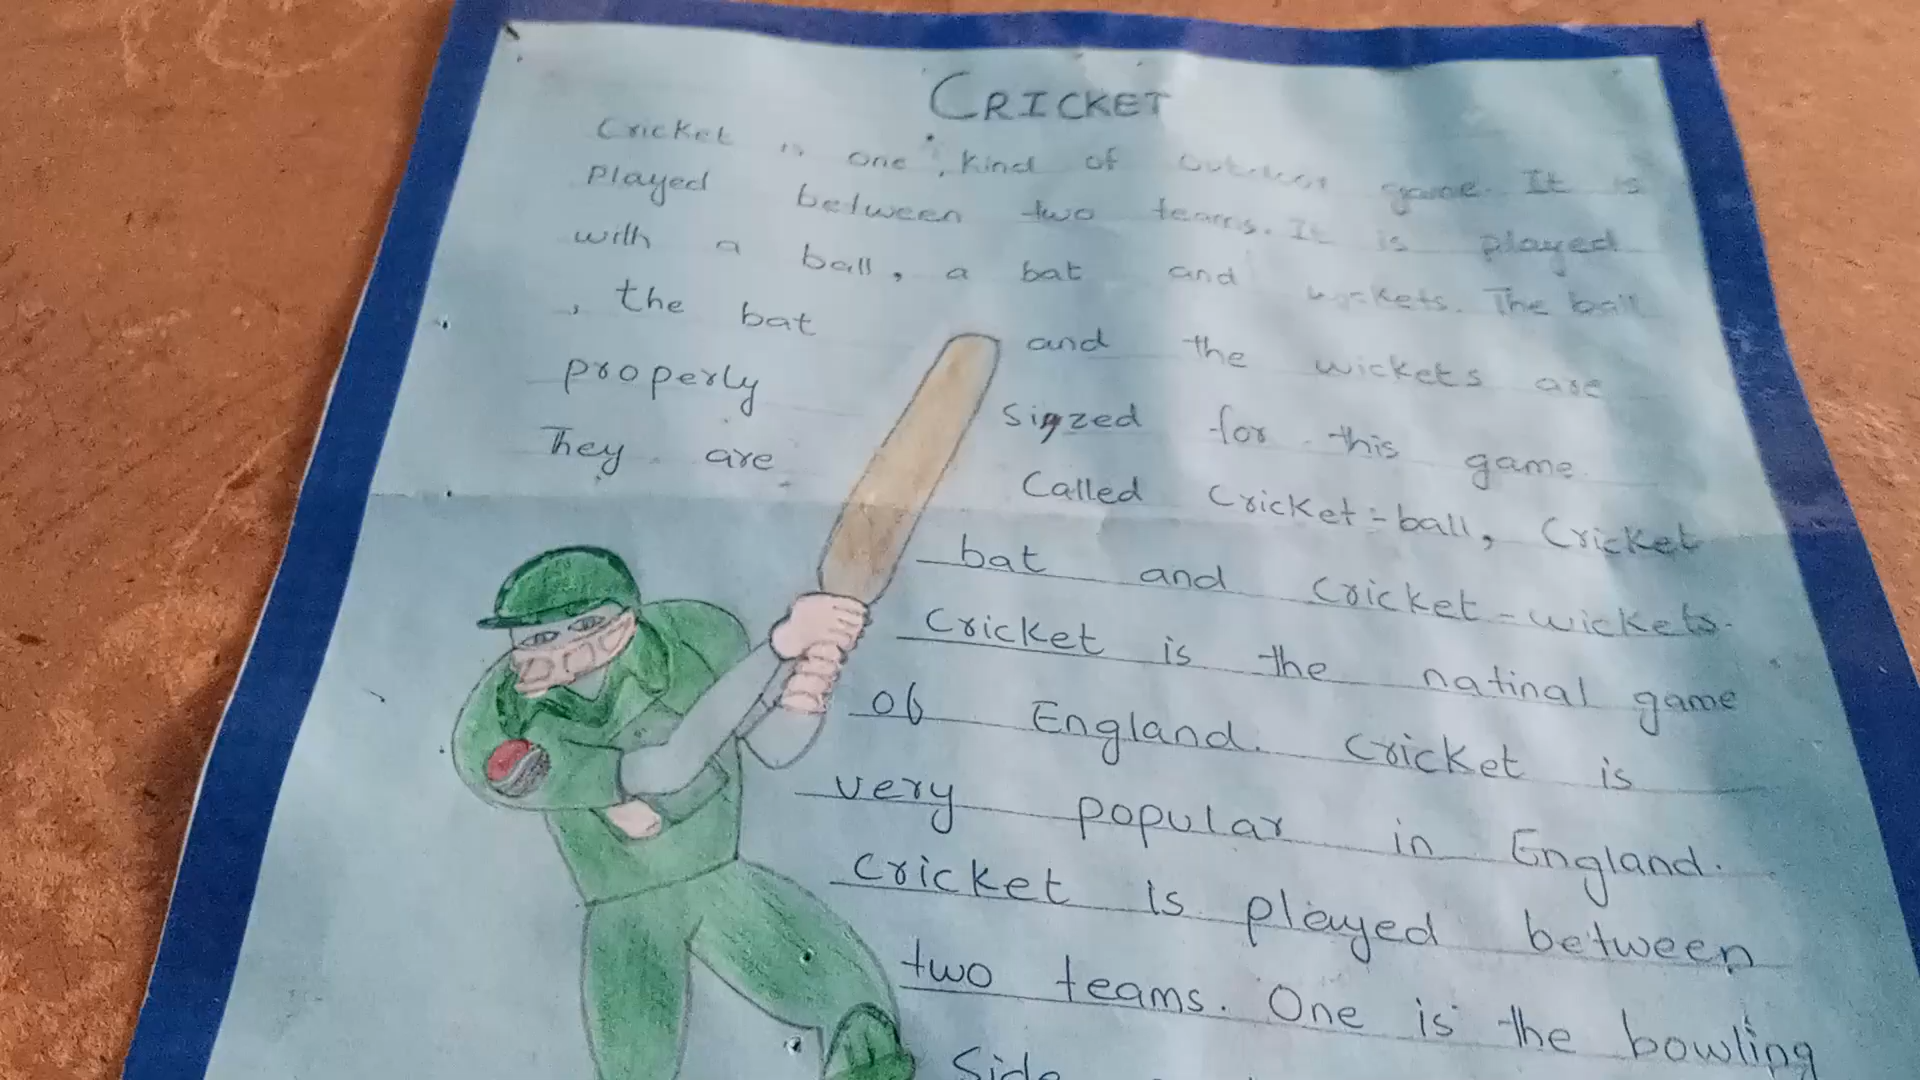 CRICKET
Cricket is one kind of outdoor game. It is
Played between two teams. It is played
with a ball, a bat and wickets. The ball
, the bat and the wickets are
properly sizzed for this game
They are Called Cricket-ball, Cricket
bat and Cricket-wickets.
Cricket is the natinal game
of England. Cricket is
very popular in England.
Cricket is played between
two teams. One is the bowling
Side